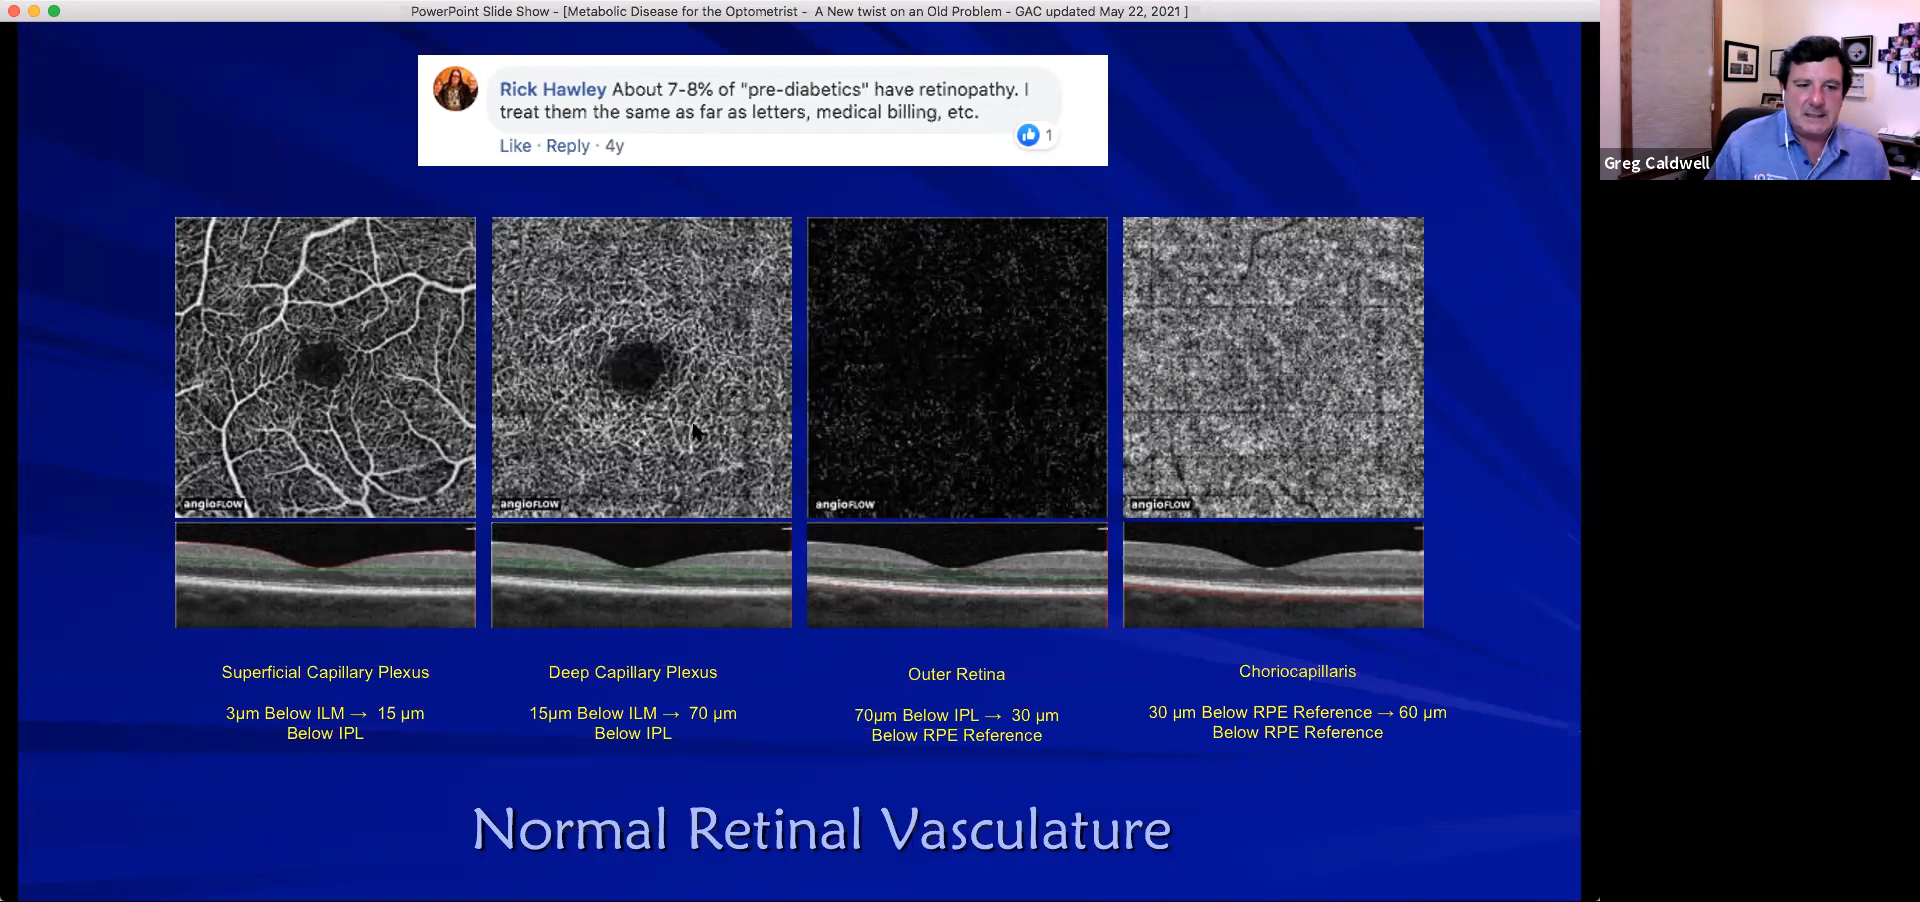 PowerPoint Slide Show - [Metabolic Disease for the Optometrist -  A New twist on an Old Problem - GAC updated May 22, 2021 ]
Rick Hawley About 7-8% of "pre-diabetics" have retinopathy. I
treat them the same as far as letters, medical billing, etc.
1
Like · Reply · 4y
Greg Caldwell
angioFLOW
angioFLOW
angioFLOW
angioFLOW
Superficial Capillary Plexus
3µm Below ILM → 15 µm
Below IPL
Deep Capillary Plexus
15µm Below ILM → 70 µm
Below IPL
Outer Retina
70µm Below IPL → 30 µm
Below RPE Reference
Choriocapillaris
30 µm Below RPE Reference → 60 µm
Below RPE Reference
Normal Retinal Vasculature